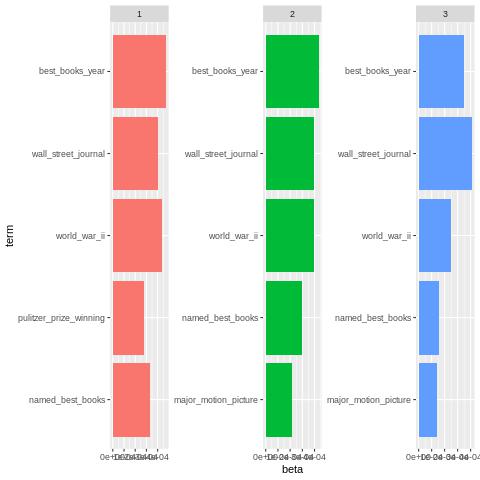 1
2
3
best_books_year
wall_street_journal
world_war_ii
pulitzer_prize_winning
named_best_books
best_books_year
wall_street_journal
world_war_ii
named_best_books
major_motion_picture
best_books_year
wall_street_journal
world_war_ii
named_best_books
major_motion_picture
term
beta